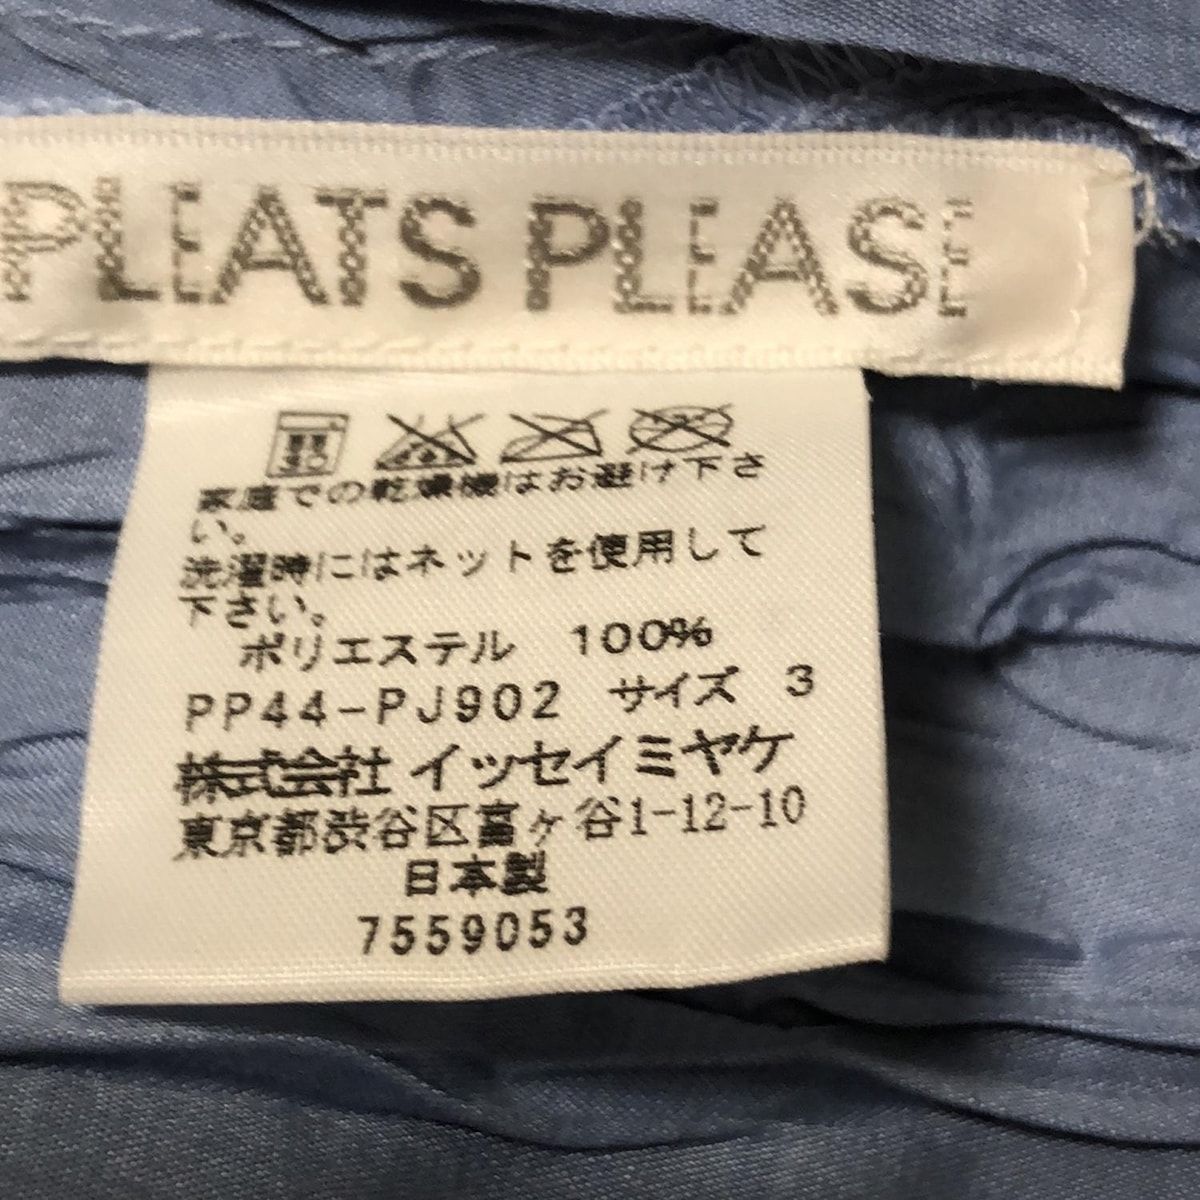 PLEATS PLEASE
家庭での乾燥機はお避け下さ
い。
洗濯時にはネットを使用して
下さい。
ポリエステル 100%
PP44-PJ902 サイズ 3
株式会社 イッセイミヤケ
東京都渋谷区富ヶ谷1-12-10
日本製
7559053